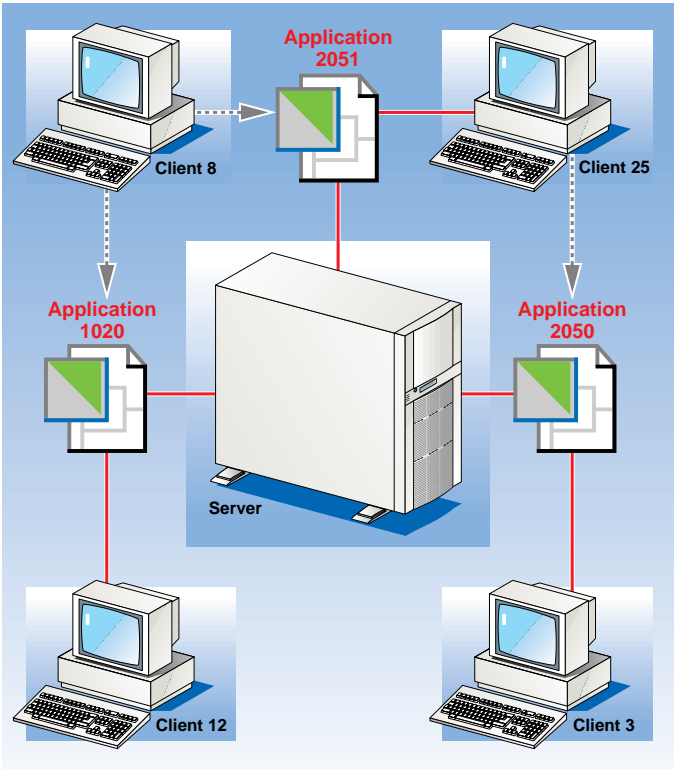 Application
2051
Client 8
Client 25
Application
1020
Application
2050
Server
Client 12
Client 3